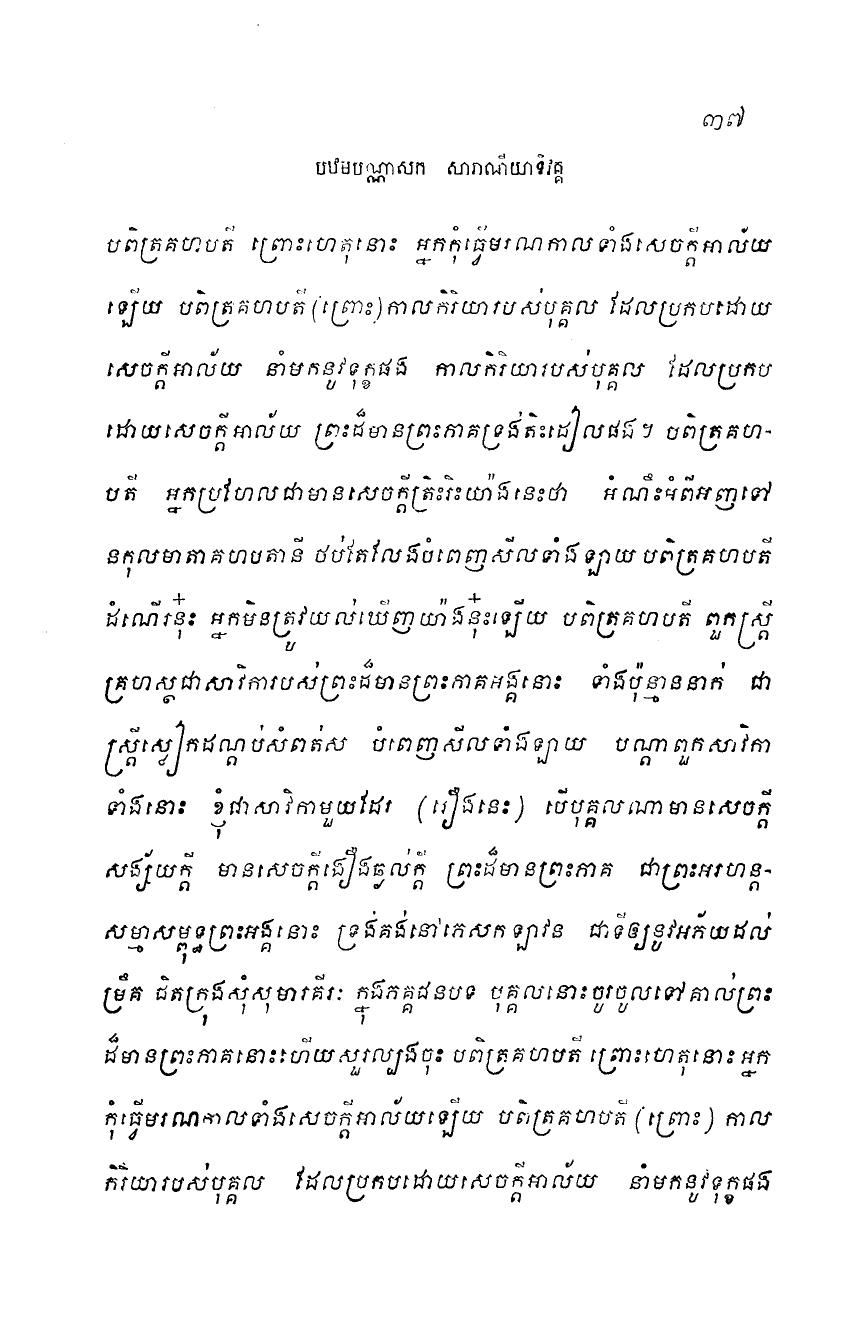 ៣៧
បឋមបណ្ណាសក សារាណីយាទិវគ្គ
បពិត្រគហបតី ព្រោះហេតុនោះ អ្នកកុំធ្វើមរណកាលទាំងសេចក្តីអាល័យ
ឡើយ បពិត្រគហបតី (ព្រោះ) កាលកិរិយារបស់បុគ្គល ដែលប្រកបដោយ
សេចក្តីអាល័យ នាំមកនូវទុក្ខផង កាលកិរិយារបស់បុគ្គល ដែលប្រកប
ដោយសេចក្តីអាល័យ ព្រះដ៏មានព្រះភាគទ្រង់តិះដៀលផង។ បពិត្រគហ-
បតី អ្នកប្រហែលជាមានសេចក្តីត្រិះរិះយ៉ាងនេះថា អំណឹះអំពីអញទៅ
នកុលមាតាគហបតានី ថប់តែលែងបំពេញសីលទាំងឡាយ បពិត្រគហបតី
ដំណើរនុ៎ះ អ្នកមិនត្រូវយល់ឃើញយ៉ាងនុ៎ះឡើយ បពិត្រគហបតី ពួកស្ត្រី
គ្រហស្ថជាសាវិការបស់ព្រះដ៏មានព្រះភាគអង្គនោះ ទាំងប៉ុន្មាននាក់ ជា
ស្ត្រីស្លៀកដណ្តប់សំពត់ស បំពេញសីលទាំងឡាយ បណ្តាពួកសាវិកា
ទាំងនោះ ខ្ញុំជាសាវិកាមួយដែរ (រឿងនេះ) បើបុគ្គលណាមានសេចក្តី
សង្ស័យក្តី មានសេចក្តីងឿងឆ្ងល់ក្តី ព្រះដ៏មានព្រះភាគ ជាព្រះអរហន្ត-
សម្មាសម្ពុទ្ធព្រះអង្គនោះ ទ្រង់គង់នៅភេសកឡាវន ជាទីឲ្យនូវអភ័យដល់
ម្រឹគ ជិតក្រុងសុំសុមារគីរៈ ក្នុងភគ្គជនបទ បុគ្គលនោះចូរចូលទៅគាល់ព្រះ
ដ៏មានព្រះភាគនោះហើយសួរល្បងចុះ បពិត្រគហបតី ព្រោះហេតុនោះ អ្នក
កុំធ្វើមរណកាលទាំងសេចក្តីអាល័យឡើយ បពិត្រគហបតី (ព្រោះ) កាល
កិរិយារបស់បុគ្គល ដែលប្រកបដោយសេចក្តីអាល័យ នាំមកនូវទុក្ខផង